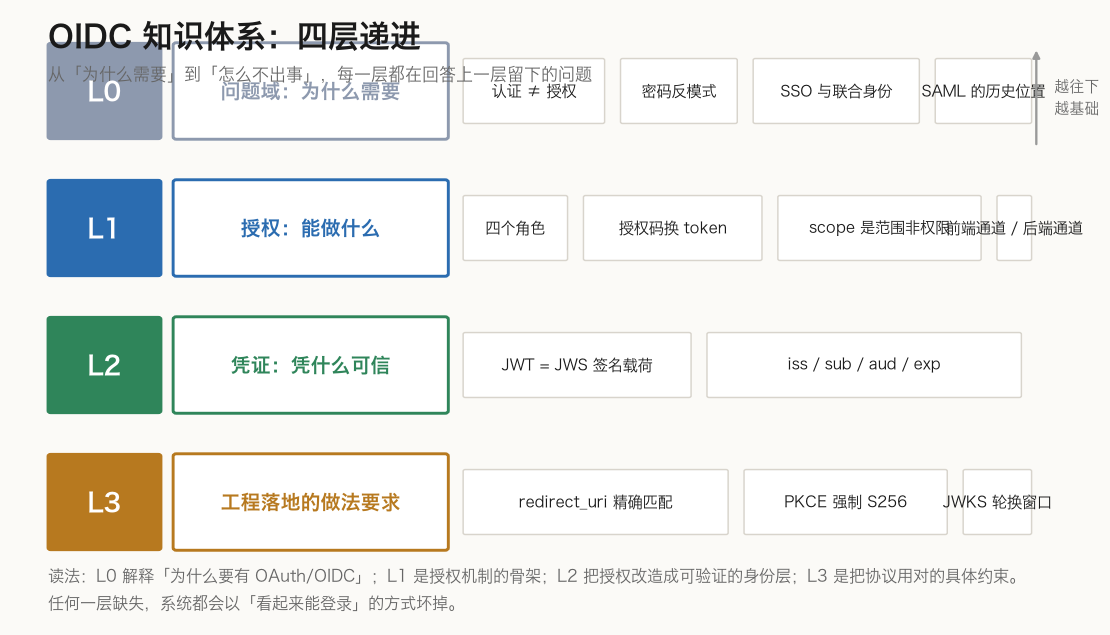 OIDC 知识体系：四层递进
从「为什么需要」到「怎么不出事」，每一层都在回答上一层留下的问题
L0
问题域：为什么需要
认证 ≠ 授权
密码反模式
SSO 与联合身份
SAML 的历史位置
越往下
越基础
L1
授权：能做什么
四个角色
授权码换 token
scope 是范围非权限
前端通道 / 后端通道
L2
凭证：凭什么可信
JWT = JWS 签名载荷
iss / sub / aud / exp
L3
工程落地的做法要求
redirect_uri 精确匹配
PKCE 强制 S256
JWKS 轮换窗口
读法：L0 解释「为什么要有 OAuth/OIDC」；L1 是授权机制的骨架；L2 把授权改造成可验证的身份层；L3 是把协议用对的具体约束。
任何一层缺失，系统都会以「看起来能登录」的方式坏掉。